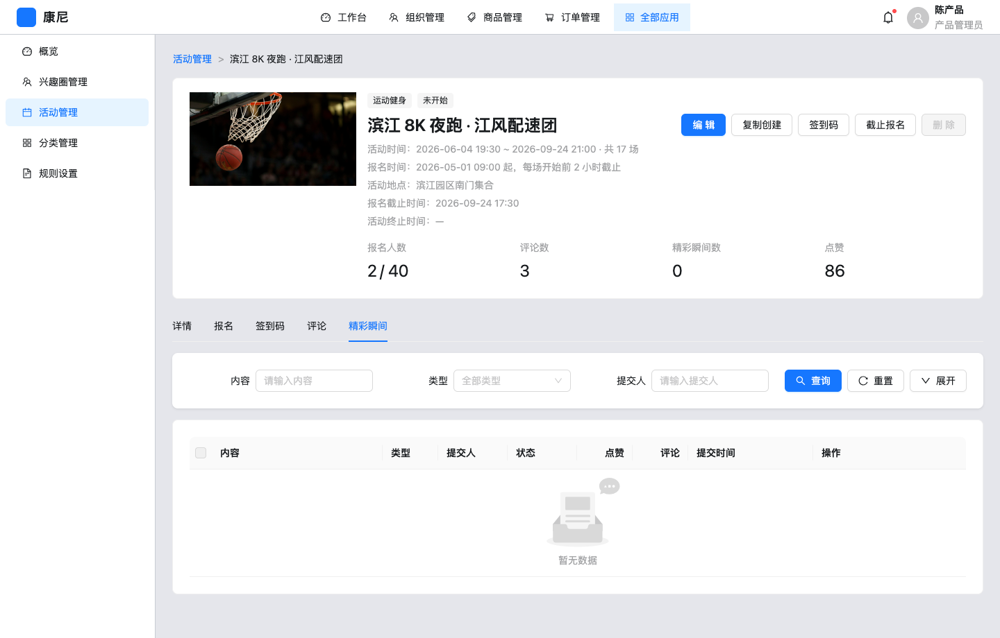 康尼
工作台
组织管理
商品管理
订单管理
全部应用
陈产品
产品管理员
概览
兴趣圈管理
活动管理
分类管理
规则设置
活动管理 > 滨江 8K 夜跑 · 江风配速团
运动健身 未开始
滨江 8K 夜跑 · 江风配速团
编 辑
复制创建
签到码
截止报名
删 除
活动时间：2026-06-04 19:30 ~ 2026-09-24 21:00 · 共 17 场
报名时间：2026-05-01 09:00 起，每场开始前 2 小时截止
活动地点：滨江园区南门集合
报名截止时间：2026-09-24 17:30
活动终止时间：—
报名人数 评论数 精彩瞬间数 点赞
2 / 40 3 0 86
详情 报名 签到码 评论 精彩瞬间
内容 请输入内容 类型 全部类型 提交人 请输入提交人 查询 重置 展开
内容 类型 提交人 状态 点赞 评论 提交时间 操作
暂无数据